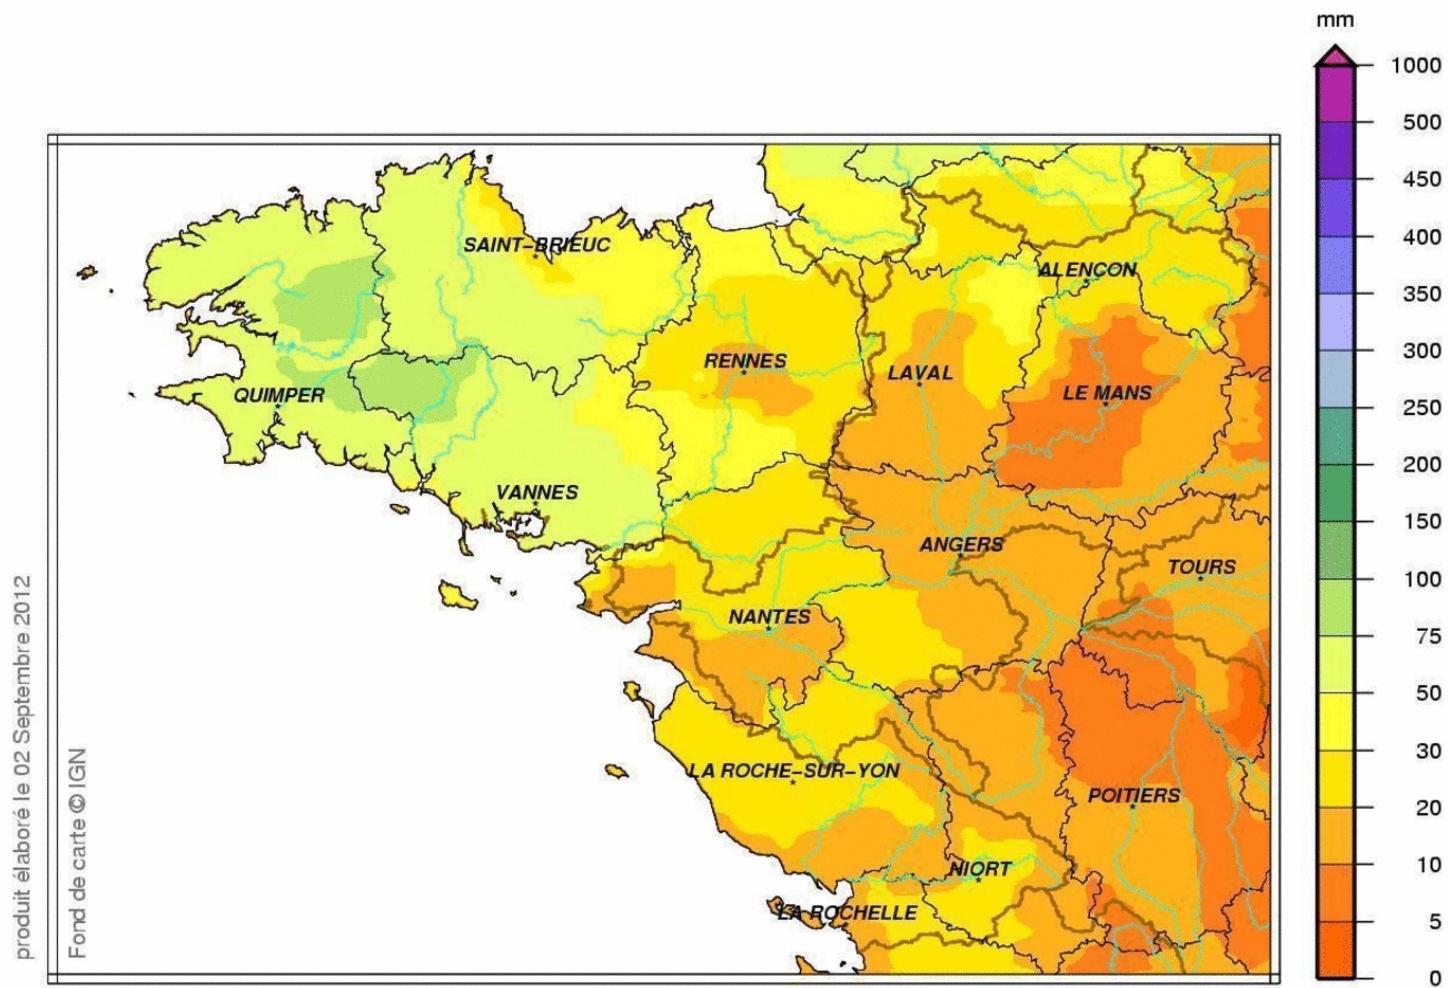 mm
1000
500
450
400
350
300
250
200
150
100
75
50
30
20
10
5
0
SAINT-BRIEUC
ALENCON
RENNES
LAVAL
LE MANS
QUIMPER
VANNES
ANGERS
TOURS
NANTES
LA ROCHE-SUR-YON
POITIERS
NIORT
LA ROCHELLE
produit élaboré le 02 Septembre 2012
Fond de carte © IGN